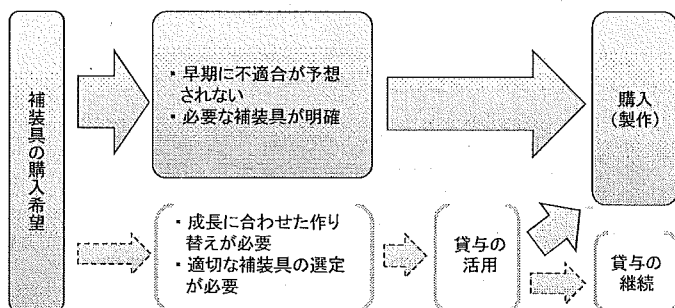 補装具の購入希望
・早期に不適合が予想
されない
・必要な補装具が明確
購入
(製作)
・成長に合わせた作り
替えが必要
・適切な補装具の選定
が必要
貸与の
活用
貸与の
継続